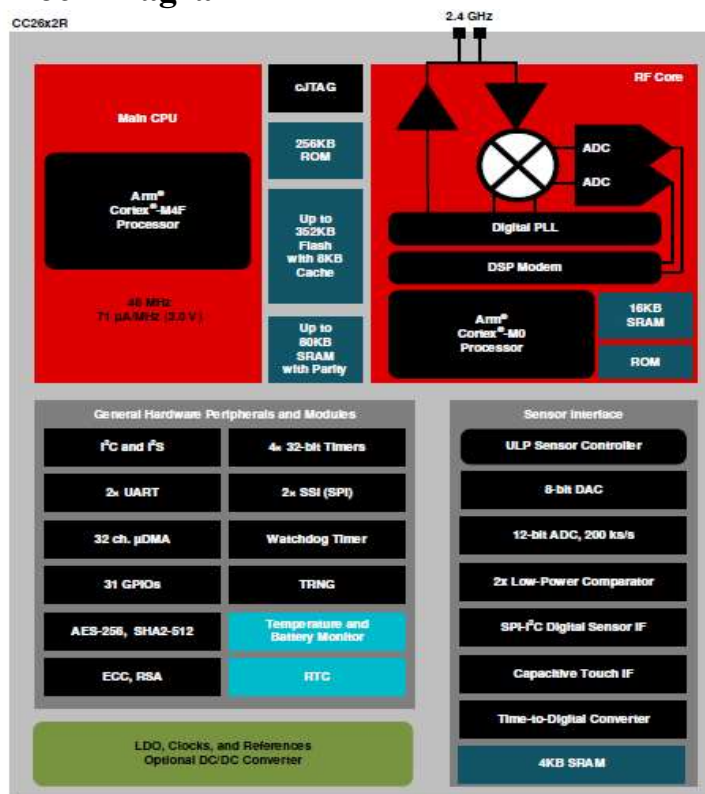 CC26x2R
2.4 GHz
Main CPU
Arm®
Cortex®-M4F
Processor
48 MHz
71 µA/MHz (3.0 V)
cJTAG
256KB
ROM
Up to
352KB
Flash
with 8KB
Cache
Up to
80KB
SRAM
with Parity
RF Core
ADC
ADC
Digital PLL
DSP Modem
Arm®
Cortex®-M0
Processor
16KB
SRAM
ROM
General Hardware Peripherals and Modules
I²C and I²S
4× 32-bit Timers
2× UART
2× SSI (SPI)
32 ch. µDMA
Watchdog Timer
31 GPIOs
TRNG
AES-256, SHA2-512
Temperature and
Battery Monitor
ECC, RSA
RTC
LDO, Clocks, and References
Optional DC/DC Converter
Sensor Interface
ULP Sensor Controller
8-bit DAC
12-bit ADC, 200 ks/s
2x Low-Power Comparator
SPI-I²C Digital Sensor IF
Capacitive Touch IF
Time-to-Digital Converter
4KB SRAM